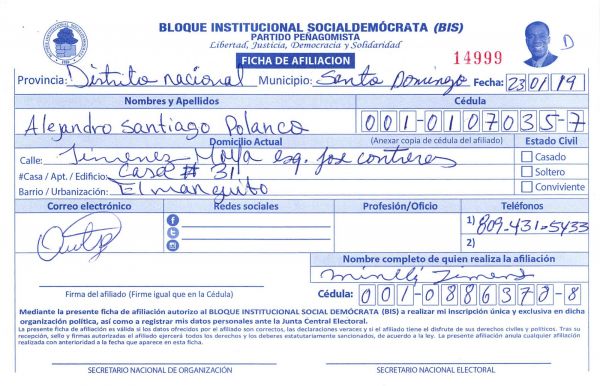 BLOQUE INSTITUCIONAL SOCIALDEMÓCRATA (BIS)
PARTIDO PEÑAGOMISTA
Libertad, Justicia, Democracia y Solidaridad
FICHA DE AFILIACION
14999
D
Provincia: Distrito nacional Municipio: Santo Domingo Fecha: 23/01/19
Nombres y Apellidos Cédula
Alejandro Santiago Polanco 001-0107035-7
Domicilio Actual (Anexar copia de cédula del afiliado) Estado Civil
Calle: Jimenez Moya esq. jose contreras Casado
#Casa / Apt. / Edificio: Casa # 31 Soltero
Barrio / Urbanización: El manguito Conviviente
Correo electrónico Redes sociales Profesión/Oficio Teléfonos
1) 809-431-5433
2)
Nombre completo de quien realiza la afiliación
Firma del afiliado (Firme igual que en la Cédula) Cédula: 001-0886373-8
Mediante la presente ficha de afiliación autorizo al BLOQUE INSTITUCIONAL SOCIAL DEMÓCRATA (BIS) a realizar mi inscripción única y exclusiva en dicha
organización política, así como a registrar mis datos personales ante la Junta Central Electoral.
La presente ficha de afiliación es válida si los datos ofrecidos por el afiliado son correctos, las declaraciones veraces y si el afiliado tiene el disfrute de sus derechos civiles y políticos. Tras su
recepción, sello y firmas autorizadas el afiliado ejercerá todos los derechos y los deberes estatutariamente sancionados, de acuerdo a la ley. La presente afiliación anula cualquier afiliación
realizada con anterioridad a la fecha que aparece en esta ficha.
SECRETARIO NACIONAL DE ORGANIZACIÓN SECRETARIO NACIONAL ELECTORAL